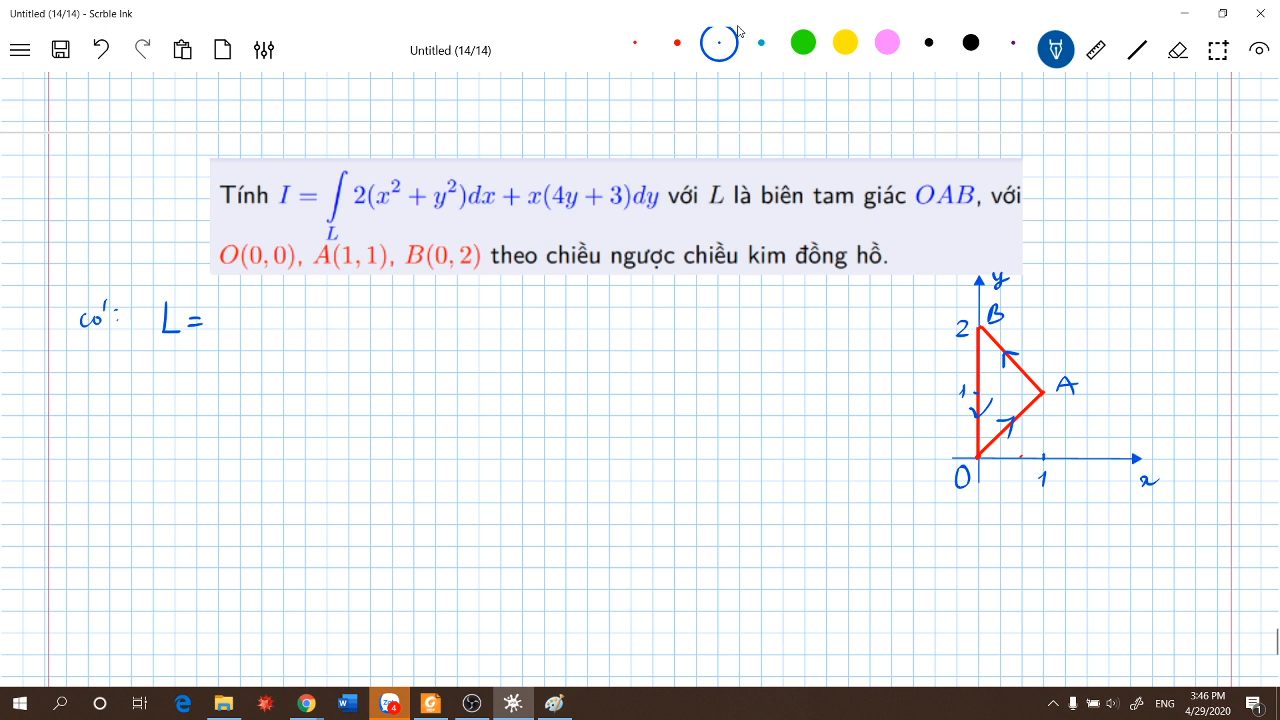 Untitled (14/14) - Scrble Ink
Untitled (14/14)
Tính I = ∫ 2(x² + y²)dx + x(4y + 3)dy với L là biên tam giác OAB, với
L
O(0, 0), A(1, 1), B(0, 2) theo chiều ngược chiều kim đồng hồ.
có: L =
y
2 B
1 A
O 1 x
4
ENG
3:46 PM
4/29/2020
1